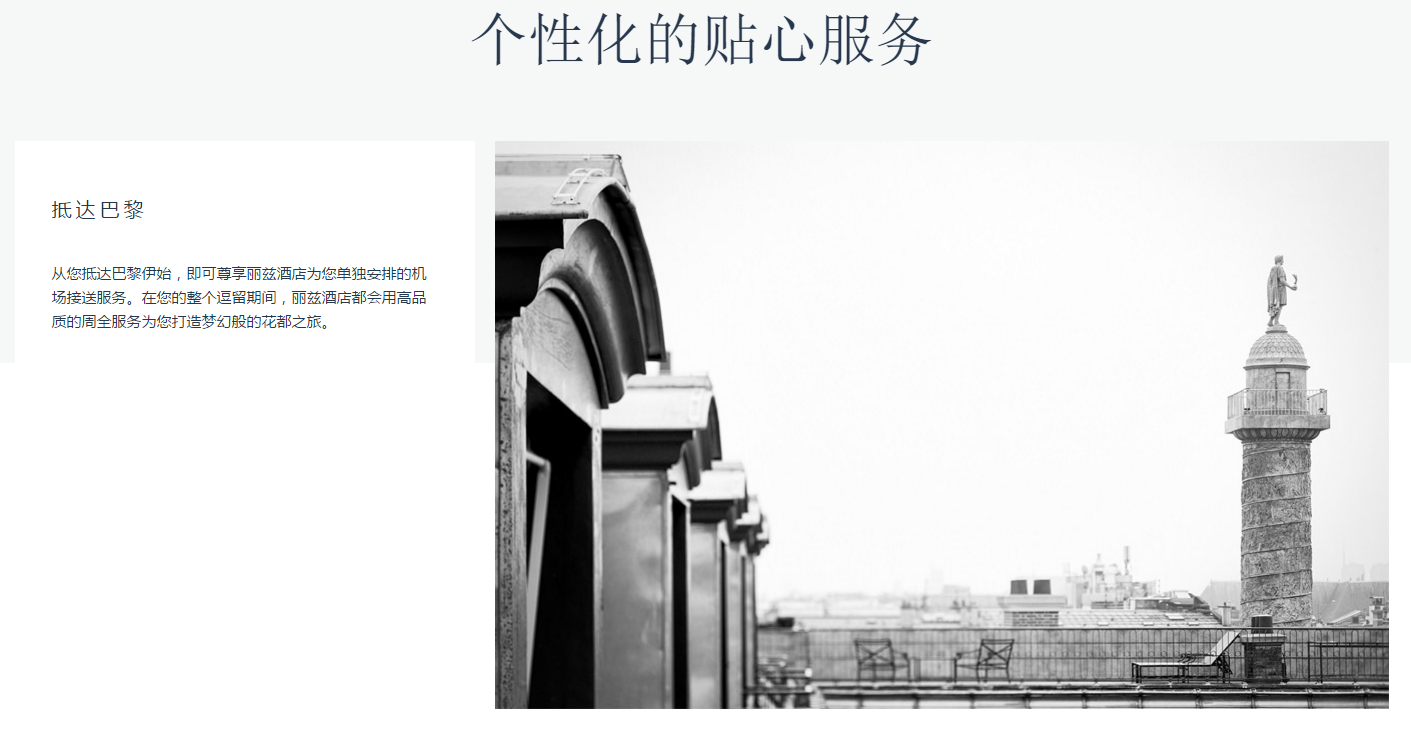 个性化的贴心服务
抵达巴黎
从您抵达巴黎伊始，即可尊享丽兹酒店为您单独安排的机
场接送服务。在您的整个逗留期间，丽兹酒店都会用高品
质的周全服务为您打造梦幻般的花都之旅。